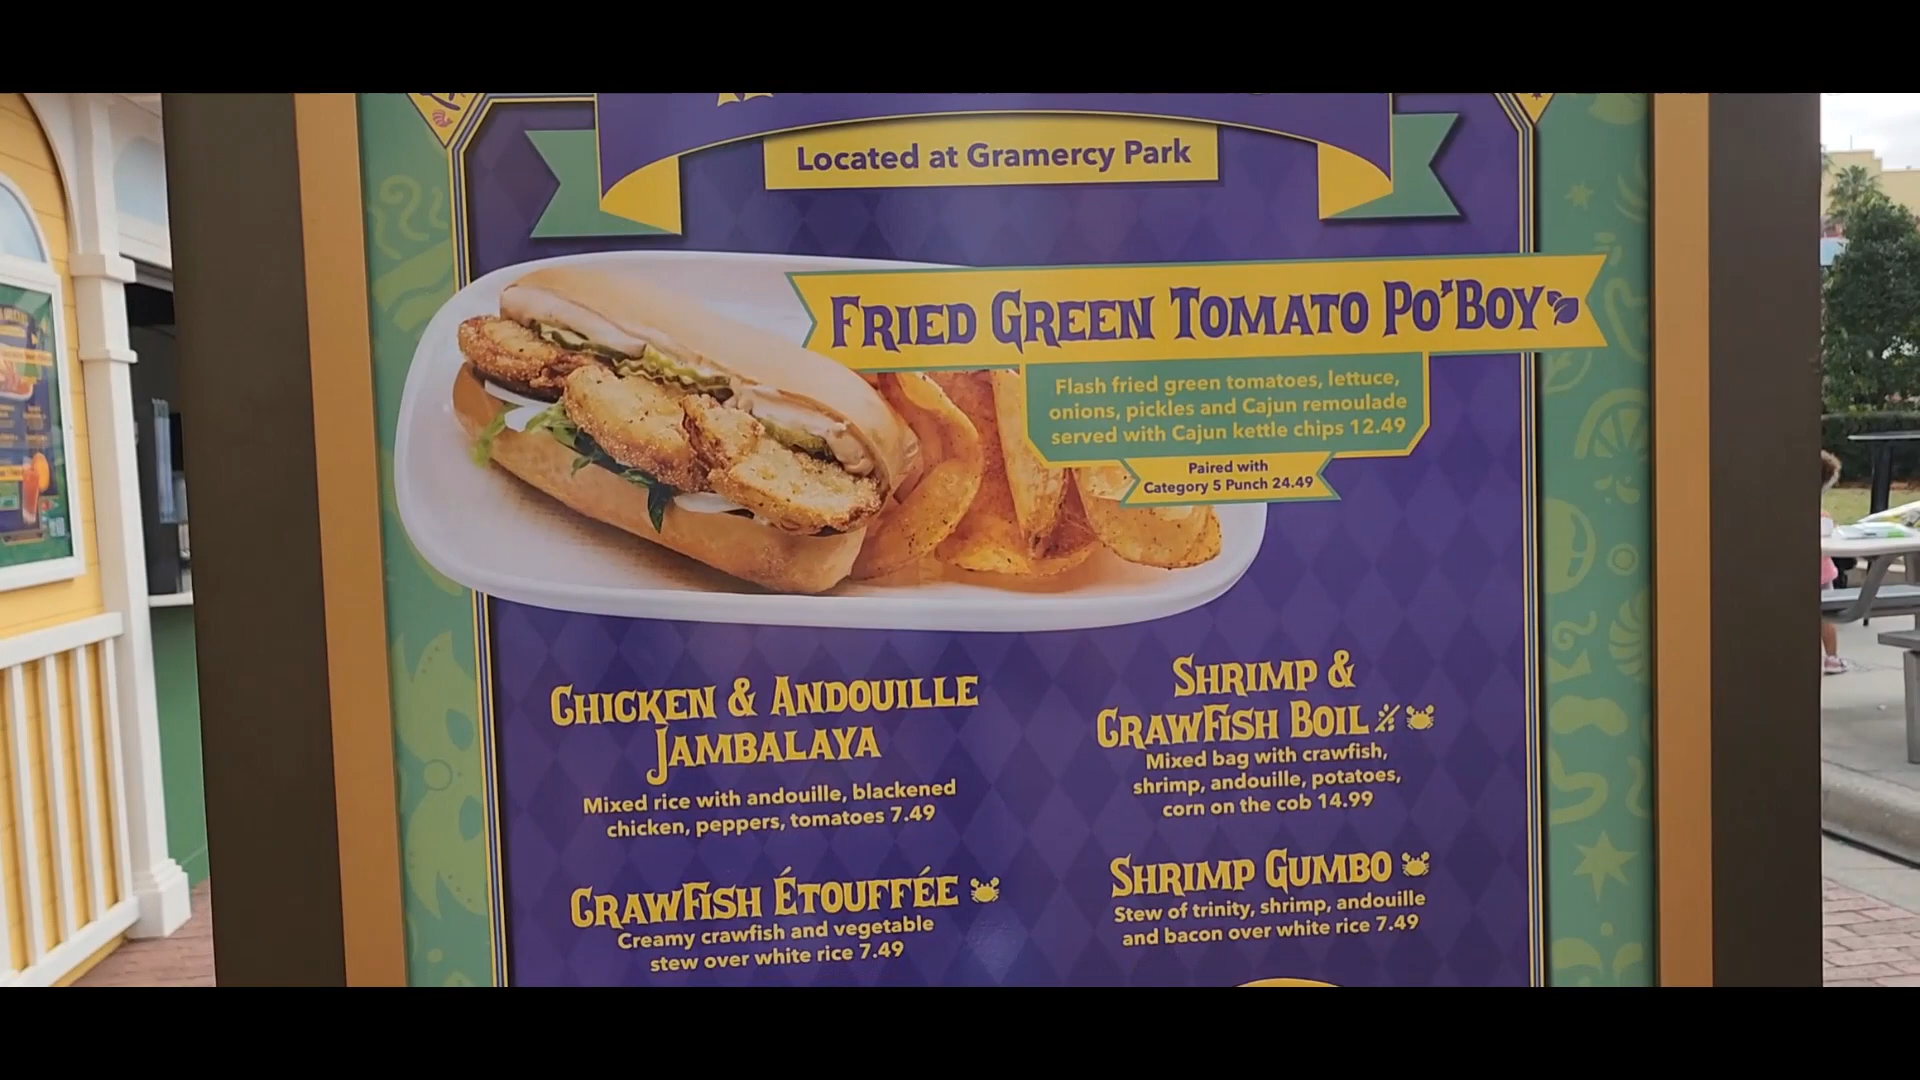 Located at Gramercy Park
FRIED GREEN TOMATO PO'BOY
Flash fried green tomatoes, lettuce,
onions, pickles and Cajun remoulade
served with Cajun kettle chips 12.49
Paired with
Category 5 Punch 24.49
CHICKEN & ANDOUILLE
JAMBALAYA
Mixed rice with andouille, blackened
chicken, peppers, tomatoes 7.49
CRAWFISH ÉTOUFFÉE
Creamy crawfish and vegetable
stew over white rice 7.49
SHRIMP &
CRAWFISH BOIL
Mixed bag with crawfish,
shrimp, andouille, potatoes,
corn on the cob 14.99
SHRIMP GUMBO
Stew of trinity, shrimp, andouille
and bacon over white rice 7.49